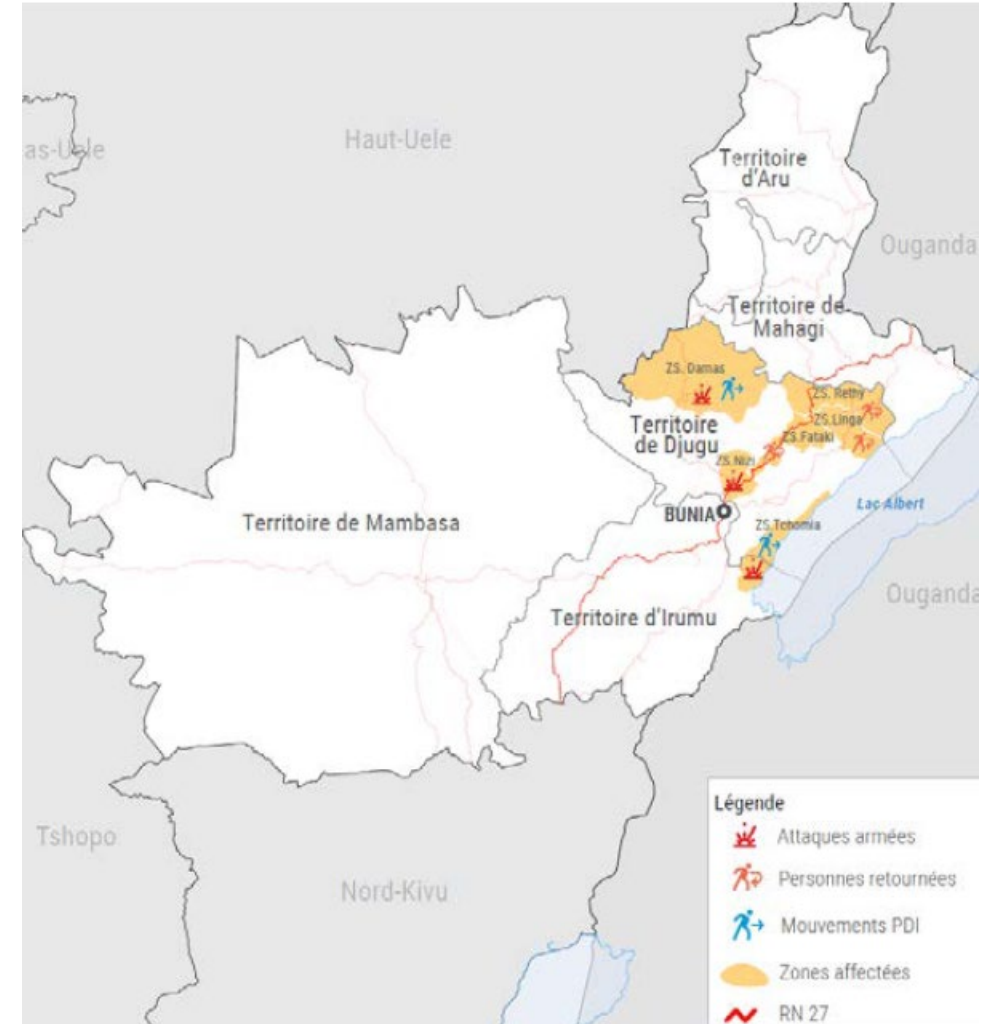 as-Uele
Haut-Uele
Territoire
d'Aru
Ouganda
Territoire de
Mahagi
ZS. Damas
ZS. Rethy
ZS.Linga
ZS.Fataki
Territoire
de Djugu
ZS.Nizi
BUNIA
Lac Albert
ZS.Tchomia
Territoire de Mambasa
Ouganda
Territoire d'Irumu
Tshopo
Nord-Kivu
Légende
Attaques armées
Personnes retournées
Mouvements PDI
Zones affectées
RN 27